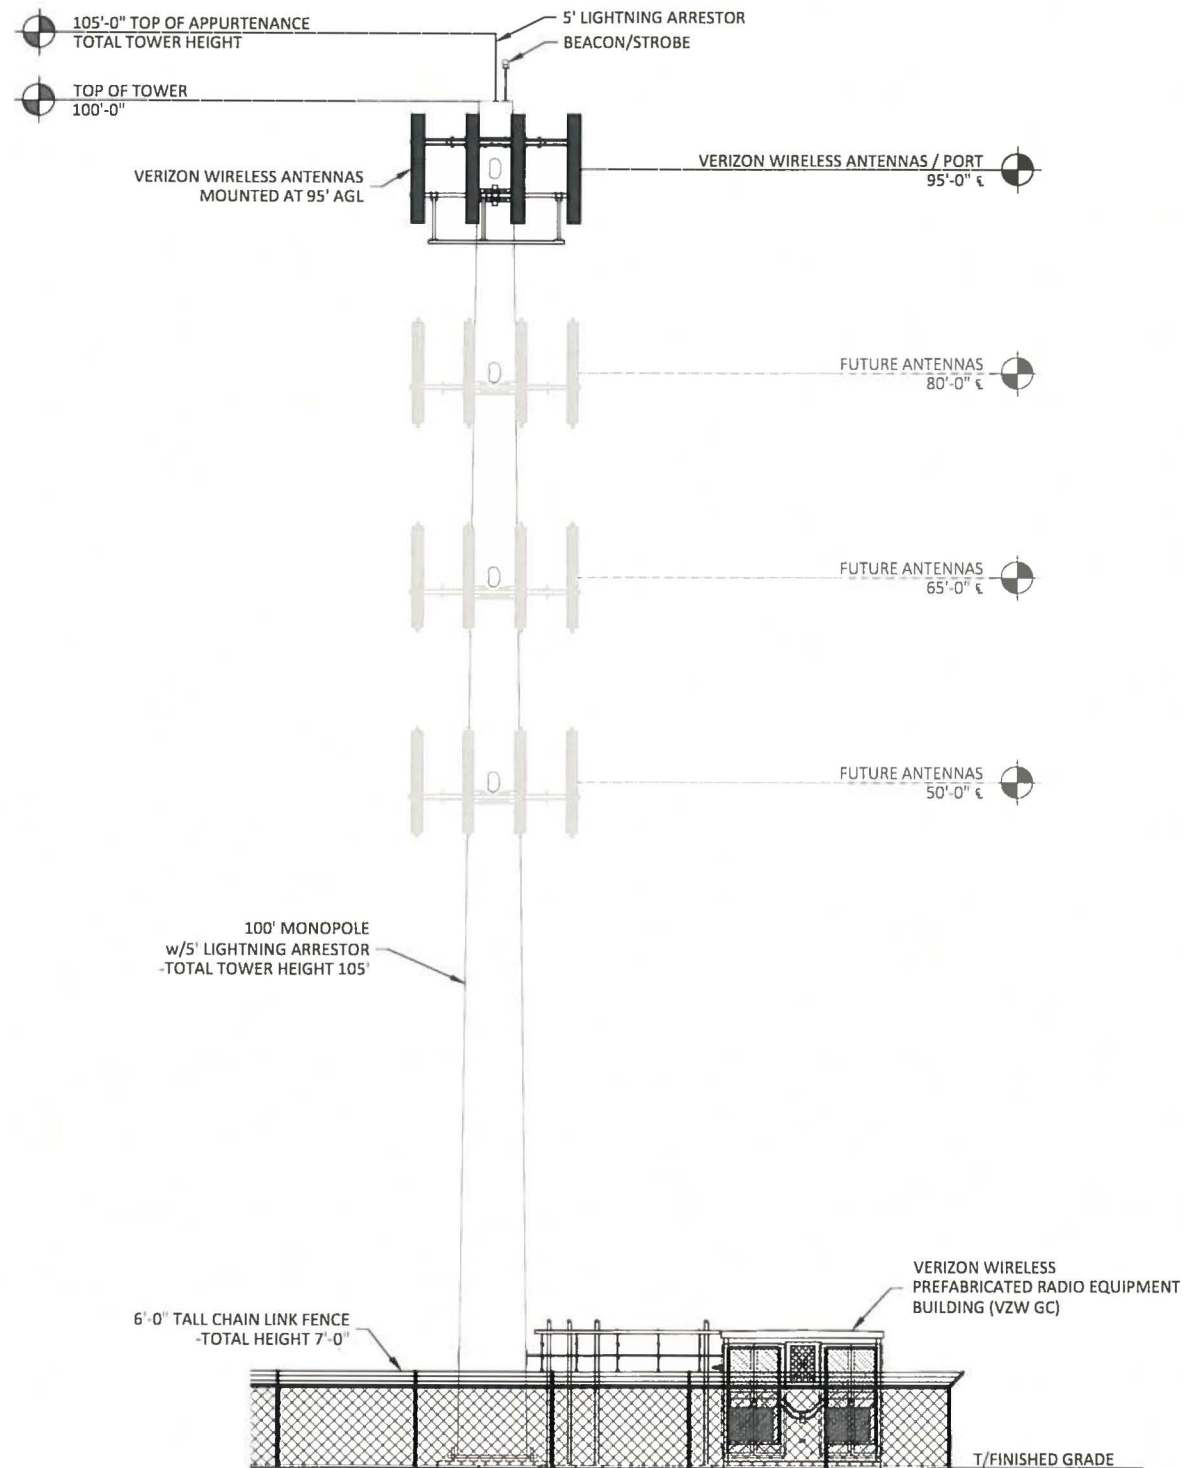 105'-0" TOP OF APPURTENANCE
TOTAL TOWER HEIGHT
5' LIGHTNING ARRESTOR
BEACON/STROBE
TOP OF TOWER
100'-0"
VERIZON WIRELESS ANTENNAS
MOUNTED AT 95' AGL
VERIZON WIRELESS ANTENNAS / PORT
95'-0" ℄
FUTURE ANTENNAS
80'-0" ℄
FUTURE ANTENNAS
65'-0" ℄
FUTURE ANTENNAS
50'-0" ℄
100' MONOPOLE
w/5' LIGHTNING ARRESTOR
-TOTAL TOWER HEIGHT 105'
VERIZON WIRELESS
PREFABRICATED RADIO EQUIPMENT
BUILDING (VZW GC)
6'-0" TALL CHAIN LINK FENCE
-TOTAL HEIGHT 7'-0"
T/FINISHED GRADE